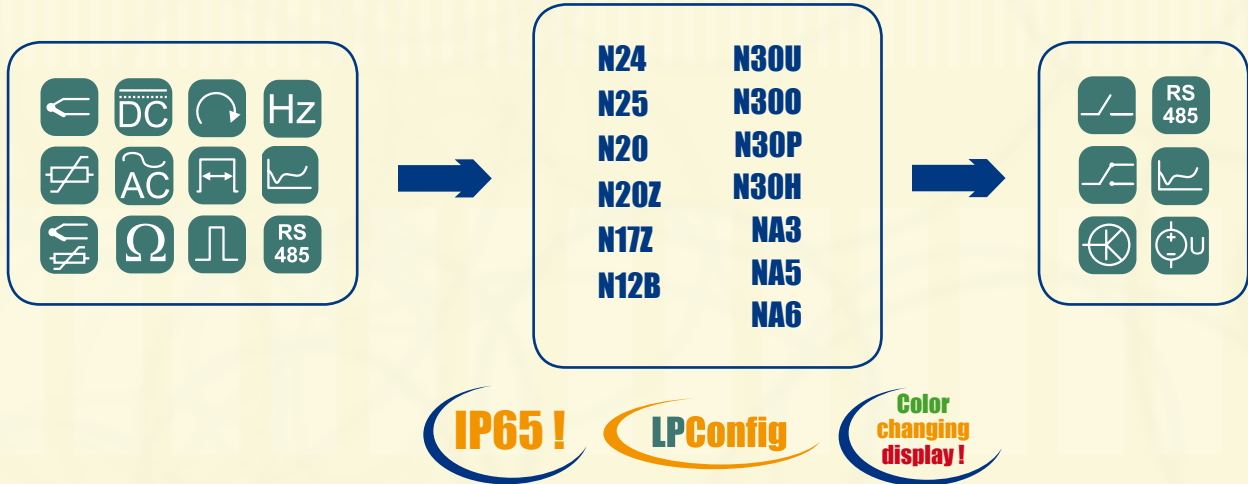 DC
Hz
AC
Ω
RS
485
N24
N25
N20
N20Z
N17Z
N12B
N30U
N30O
N30P
N30H
NA3
NA5
NA6
RS
485
U
IP65 !
LPConfig
Color
changing
display !